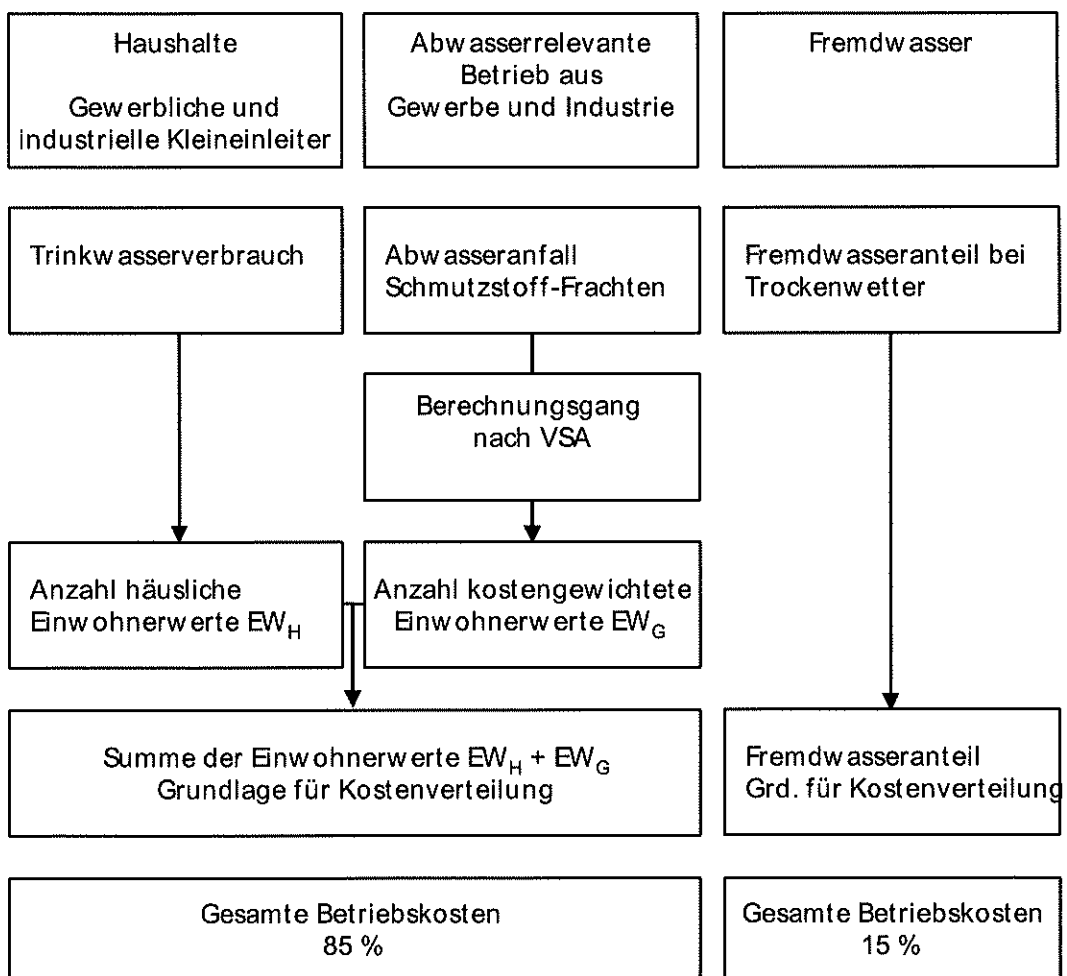 Haushalte
Gewerbliche und
industrielle Kleineinleiter
Abwasserrelevante
Betrieb aus
Gewerbe und Industrie
Fremdwasser
Trinkwasserverbrauch
Abwasseranfall
Schmutzstoff-Frachten
Fremdwasseranteil bei
Trockenwetter
Berechnungsgang
nach VSA
Anzahl häusliche
Einwohnerwerte EWH
Anzahl kostengewichtete
Einwohnerwerte EWG
Summe der Einwohnerwerte EWH + EWG
Grundlage für Kostenverteilung
Fremdwasseranteil
Grd. für Kostenverteilung
Gesamte Betriebskosten
85 %
Gesamte Betriebskosten
15 %